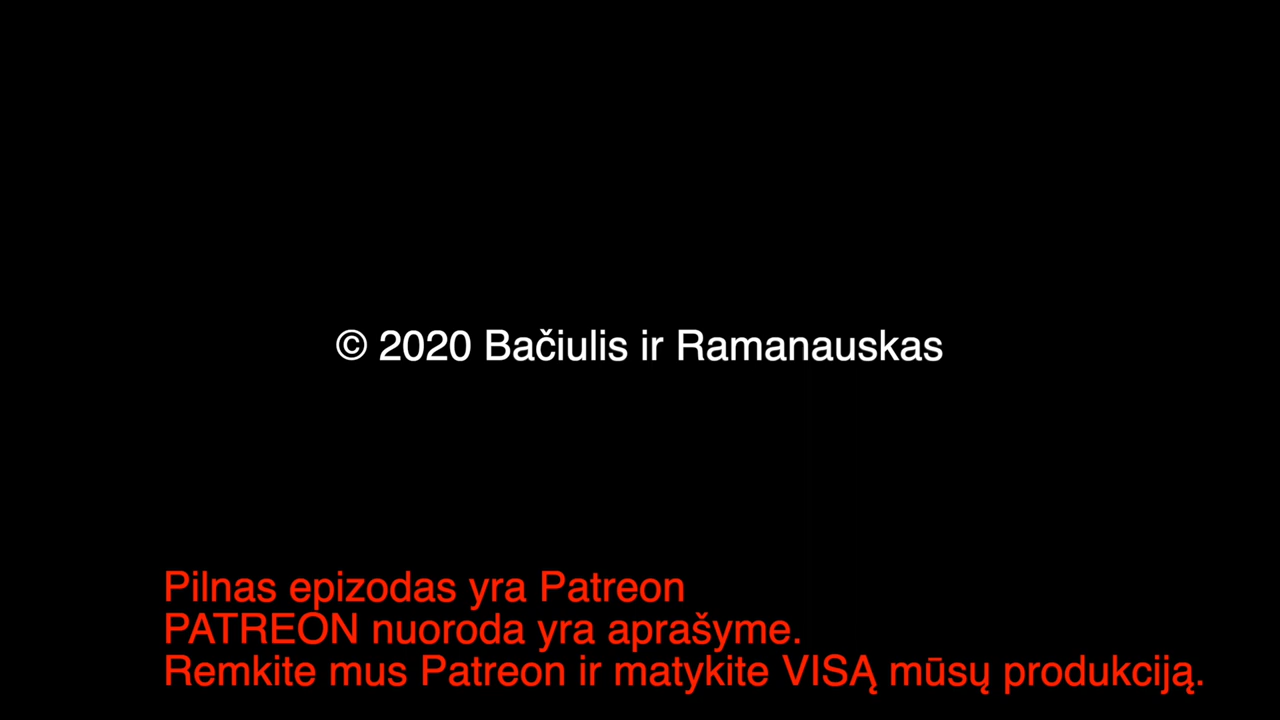 © 2020 Bačiulis ir Ramanauskas
Pilnas epizodas yra Patreon
PATREON nuoroda yra aprašyme.
Remkite mus Patreon ir matykite VISĄ mūsų produkciją.